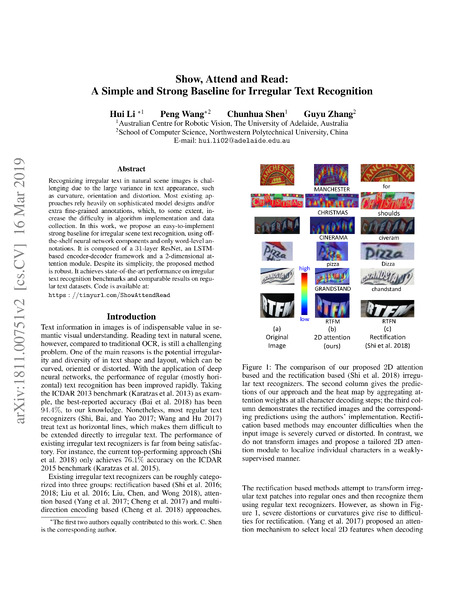 arXiv:1811.00751v2 [cs.CV] 16 Mar 2019
Show, Attend and Read:
A Simple and Strong Baseline for Irregular Text Recognition
Hui Li *1 Peng Wang*2 Chunhua Shen1 Guyu Zhang2
1Australian Centre for Robotic Vision, The University of Adelaide, Australia
2School of Computer Science, Northwestern Polytechnical University, China
E-mail: hui.li02@adelaide.edu.au
Abstract
Recognizing irregular text in natural scene images is challenging
due to the large variance in text appearance, such
as curvature, orientation and distortion. Most existing approaches
rely heavily on sophisticated model designs and/or
extra fine-grained annotations, which, to some extent, increase
the difficulty in algorithm implementation and data
collection. In this work, we propose an easy-to-implement
strong baseline for irregular scene text recognition, using off-
the-shelf neural network components and only word-level annotations.
It is composed of a 31-layer ResNet, an LSTM-
based encoder-decoder framework and a 2-dimensional attention
module. Despite its simplicity, the proposed method
is robust. It achieves state-of-the-art performance on irregular
text recognition benchmarks and comparable results on regular
text datasets. Code is available at:
https://tinyurl.com/ShowAttendRead
Introduction
Text information in images is of indispensable value in semantic
visual understanding. Reading text in natural scene,
however, compared to traditional OCR, is still a challenging
problem. One of the main reasons is the potential irregularity
and diversity of in text shape and layout, which can be
curved, oriented or distorted. With the application of deep
neural networks, the performance of regular (mostly horizontal)
text recognition has been improved rapidly. Taking
the ICDAR 2013 benchmark (Karatzas et al. 2013) as example,
the best-reported accuracy (Bai et al. 2018) has been
94.4%, to our knowledge. Nonetheless, most regular text
recognizers (Shi, Bai, and Yao 2017; Wang and Hu 2017)
treat text as horizontal lines, which makes them difficult to
be extended directly to irregular text. The performance of
existing irregular text recognizers is far from being satisfactory.
For instance, the current top-performing approach (Shi
et al. 2018) only achieves 76.1% accuracy on the ICDAR
2015 benchmark (Karatzas et al. 2015).
Existing irregular text recognizers can be roughly categorized
into three groups: rectification based (Shi et al. 2016;
2018; Liu et al. 2016; Liu, Chen, and Wong 2018), attention
based (Yang et al. 2017; Cheng et al. 2017) and multi-
direction encoding based (Cheng et al. 2018) approaches.
*The first two authors equally contributed to this work. C. Shen
is the corresponding author.
MANCHESTER
for
CHRISTMAS
shoulds
CINERAMA
civeram
high
pizza
Dizza
GRANDSTAND
chandstand
low
RTFM
RTFN
(a)
Original
Image
(b)
2D attention
(ours)
(c)
Rectification
(Shi et al. 2018)
Figure 1: The comparison of our proposed 2D attention
based and the rectification based (Shi et al. 2018) irregular
text recognizers. The second column gives the predictions
of our approach and the heat map by aggregating attention
weights at all character decoding steps; the third column
demonstrates the rectified images and the corresponding
predictions using the authors' implementation. Rectification
based methods may encounter difficulties when the
input image is severely curved or distorted. In contrast, we
do not transform images and propose a tailored 2D attention
module to localize individual characters in a weakly-
supervised manner.
The rectification based methods attempt to transform irregular
text patches into regular ones and then recognize them
using regular text recognizers. However, as shown in Figure
1, severe distortions or curvatures give rise to difficulties
for rectification. (Yang et al. 2017) proposed an attention
mechanism to select local 2D features when decoding